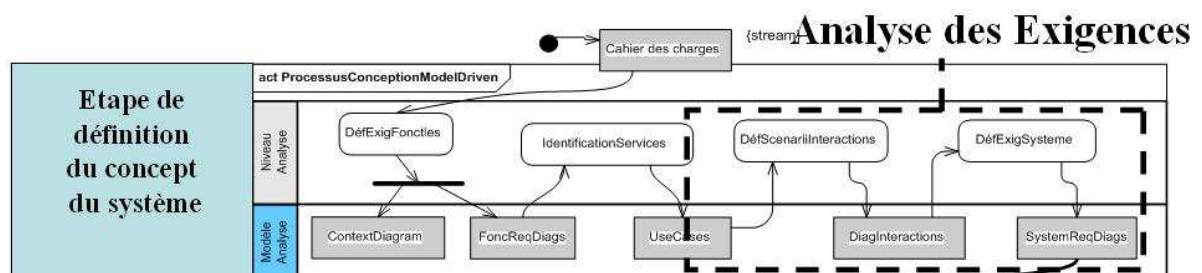 Cahier des charges
{stream}
Analyse des Exigences
act ProcessusConceptionModelDriven
Etape de
définition
du concept
du système
Niveau
Analyse
DéfExigFonctles
IdentificationServices
DéfScenariiInteractions
DéfExigSysteme
Modèle
Analyse
ContextDiagram
FoncReqDiags
UseCases
DiagInteractions
SystemReqDiags